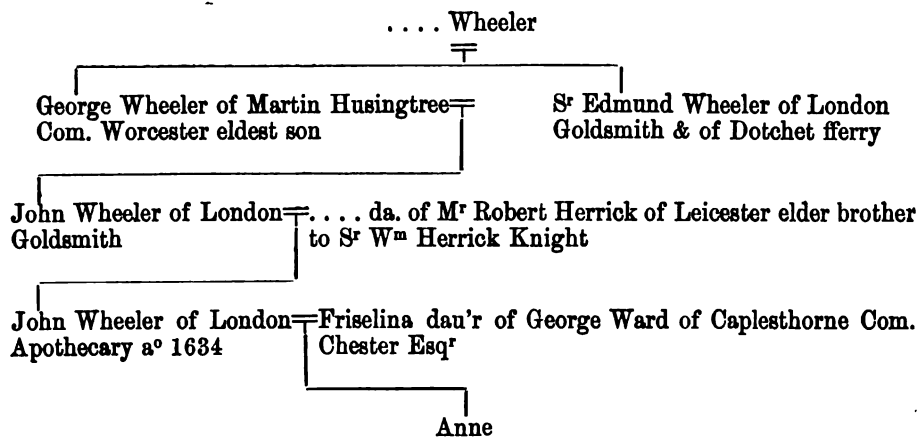 .... Wheeler
George Wheeler of Martin Husingtree
Com. Worcester eldest son
Sʳ Edmund Wheeler of London
Goldsmith & of Dotchet fferry
John Wheeler of London
Goldsmith
.... da. of Mʳ Robert Herrick of Leicester elder brother
to Sʳ Wᵐ Herrick Knight
John Wheeler of London
Apothecary aᵒ 1634
Friselina dau'r of George Ward of Caplesthorne Com.
Chester Esqʳ
Anne